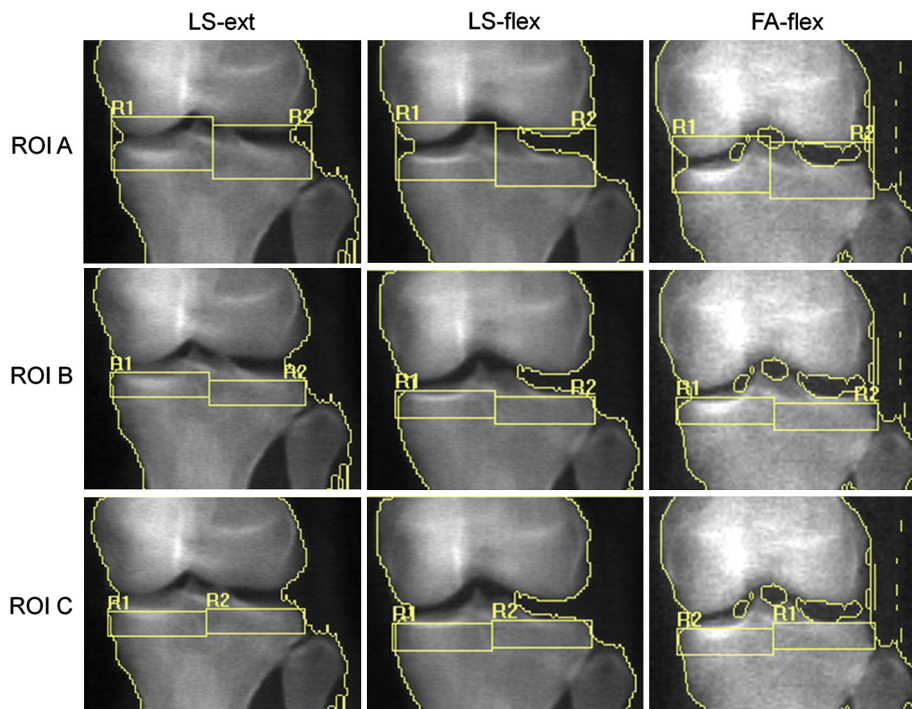 LS-ext LS-flex FA-flex
ROI A
R1 R2 R1 R2 R1 R2
ROI B
R1 R2 R1 R2 R1 R2
ROI C
R1 R2 R1 R2 R2 R1